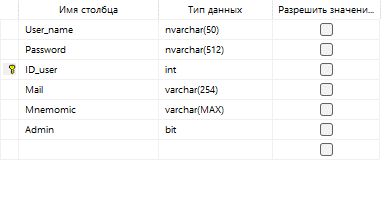 Имя столбца Тип данных Разрешить значени...
User_name nvarchar(50)
Password nvarchar(512)
ID_user int
Mail varchar(254)
Mnemomic varchar(MAX)
Admin bit